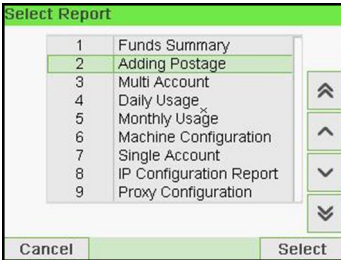 Select Report
1 Funds Summary
2 Adding Postage
3 Multi Account
4 Daily Usage
5 Monthly Usage
6 Machine Configuration
7 Single Account
8 IP Configuration Report
9 Proxy Configuration
Cancel Select